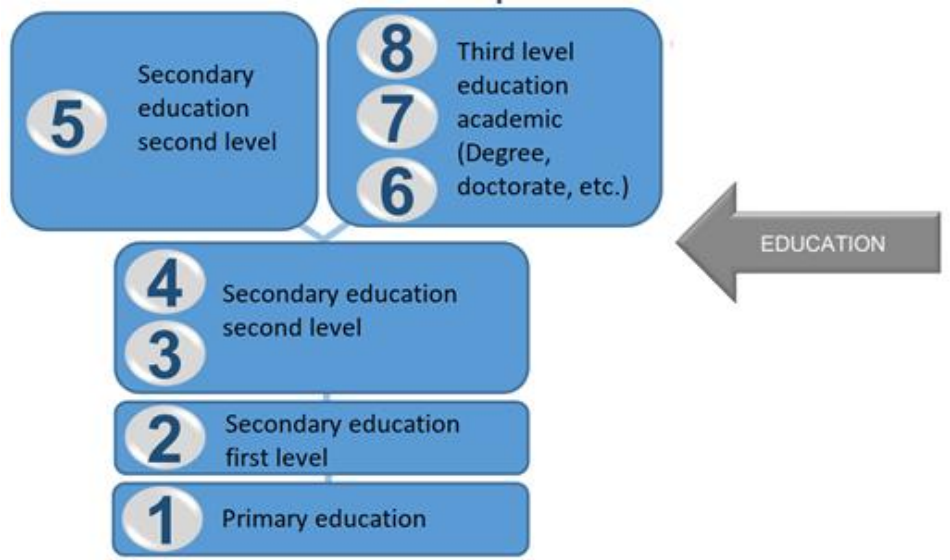 5
Secondary
education
second level
8
7
6
Third level
education
academic
(Degree,
doctorate, etc.)
EDUCATION
4
3
Secondary education
second level
2
Secondary education
first level
1
Primary education